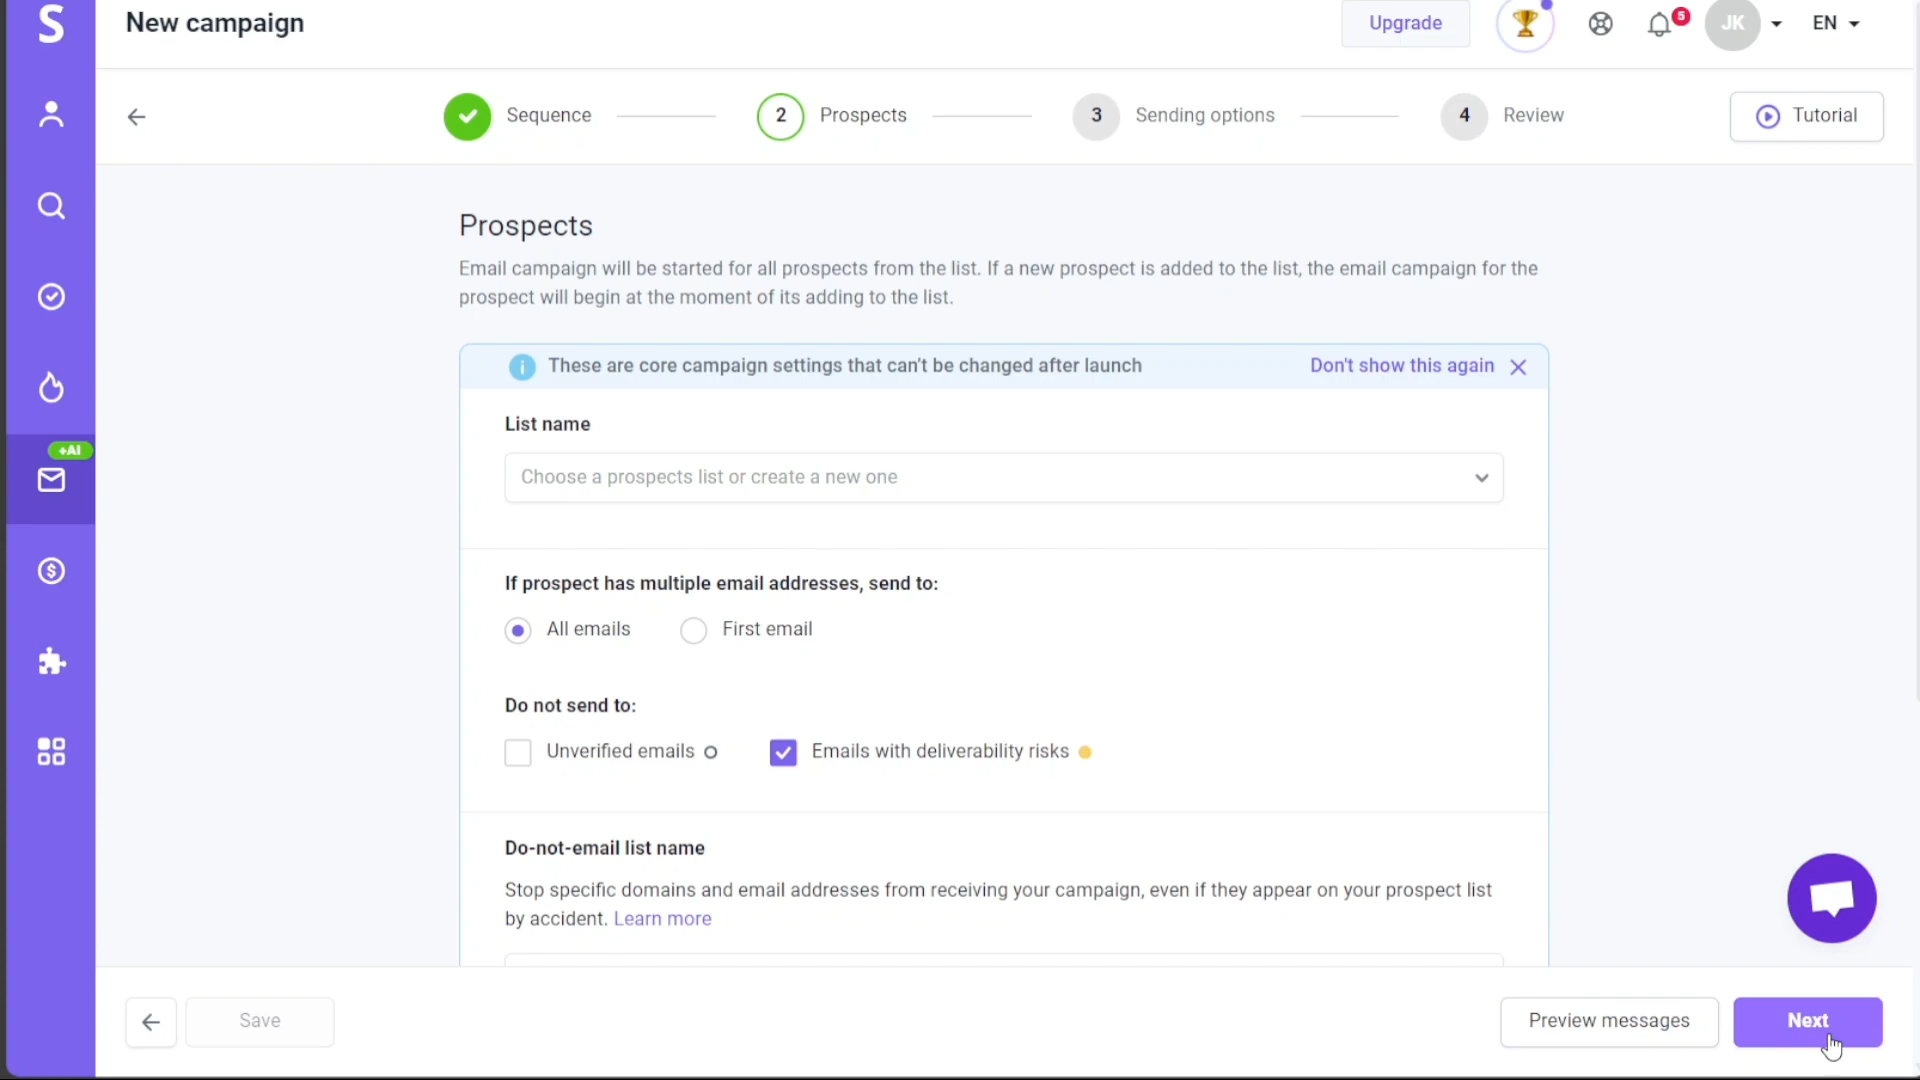 S
New campaign
Upgrade
5
JK
EN
Sequence
2
Prospects
3
Sending options
4
Review
Tutorial
Prospects
Email campaign will be started for all prospects from the list. If a new prospect is added to the list, the email campaign for the
prospect will begin at the moment of its adding to the list.
These are core campaign settings that can't be changed after launch
Don't show this again
List name
Choose a prospects list or create a new one
+AI
If prospect has multiple email addresses, send to:
All emails
First email
Do not send to:
Unverified emails
Emails with deliverability risks
Do-not-email list name
Stop specific domains and email addresses from receiving your campaign, even if they appear on your prospect list
by accident. Learn more
Save
Preview messages
Next